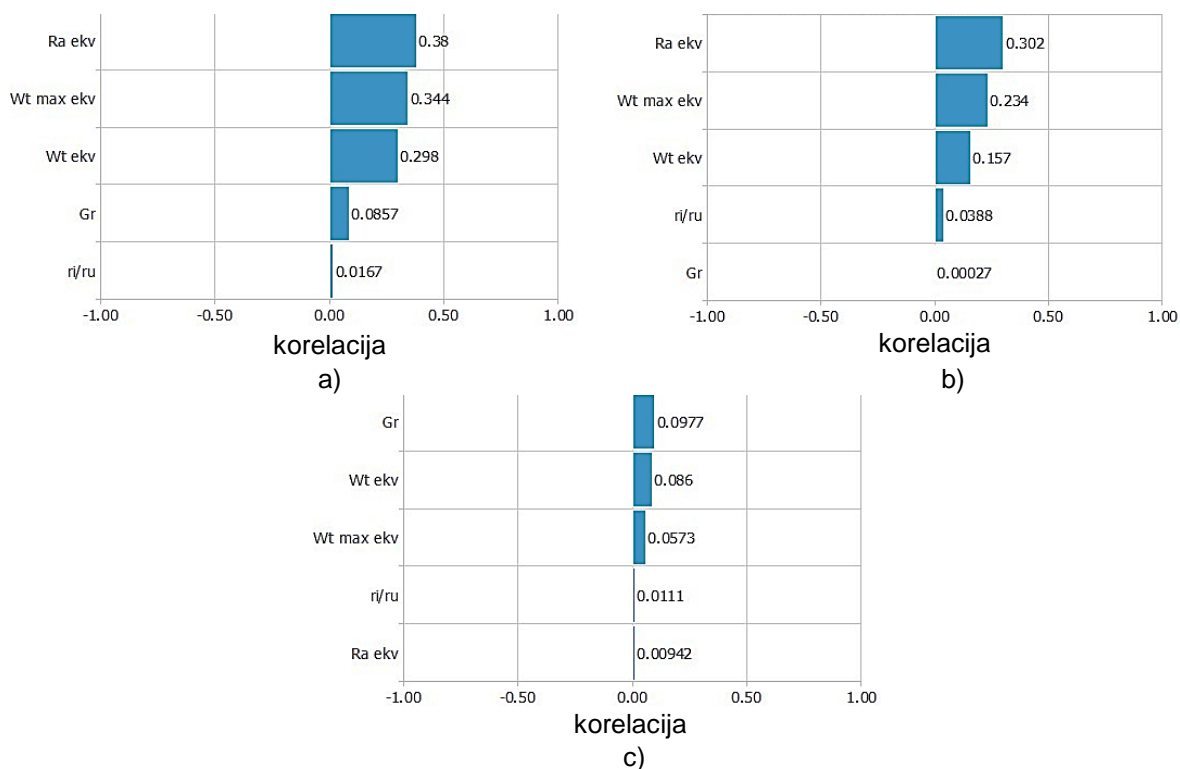 Ra ekv 0.38
Wt max ekv 0.344
Wt ekv 0.298
Gr 0.0857
ri/ru 0.0167
-1.00 -0.50 0.00 0.50 1.00
korelacija
a)
Ra ekv 0.302
Wt max ekv 0.234
Wt ekv 0.157
ri/ru 0.0388
Gr 0.00027
-1.00 -0.50 0.00 0.50 1.00
korelacija
b)
Gr 0.0977
Wt ekv 0.086
Wt max ekv 0.0573
ri/ru 0.0111
Ra ekv 0.00942
-1.00 -0.50 0.00 0.50 1.00
korelacija
c)